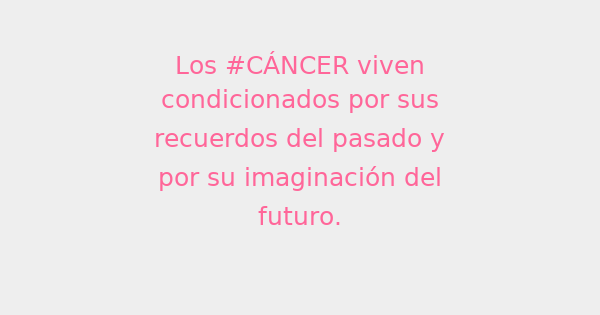 Los #CÁNCER viven
condicionados por sus
recuerdos del pasado y
por su imaginación del
futuro.